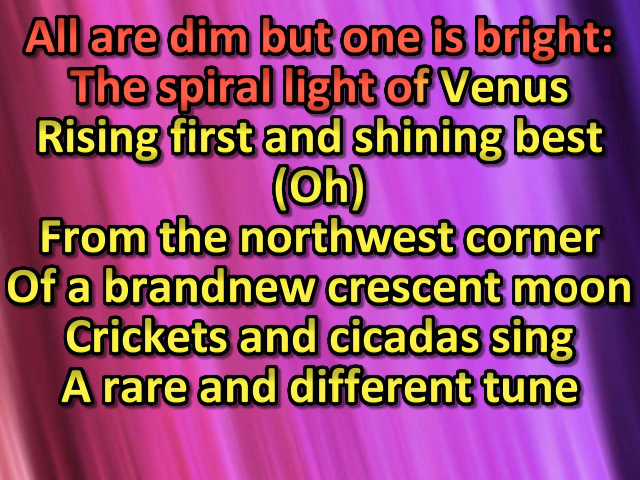 All are dim but one is bright:
The spiral light of Venus
Rising first and shining best
(Oh)
From the northwest corner
Of a brandnew crescent moon
Crickets and cicadas sing
A rare and different tune